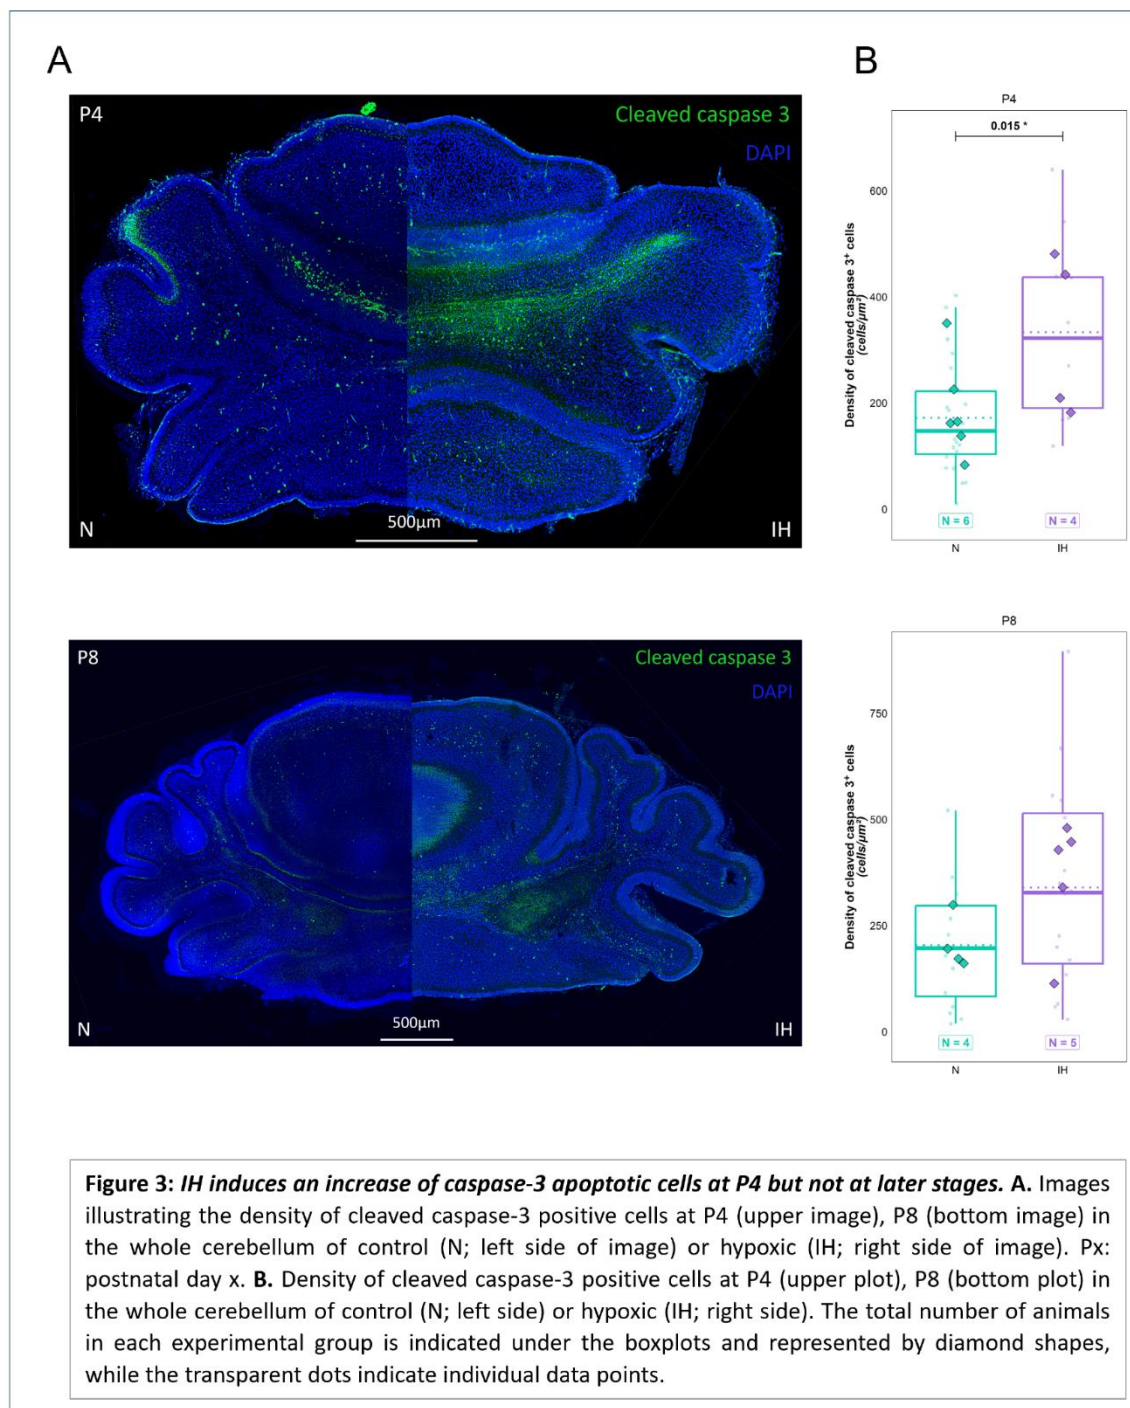 A
B
P4
Cleaved caspase 3
DAPI
N
500µm
IH
P4
0.015 *
Density of cleaved caspase 3⁺ cells
(cells/µm²)
600
400
200
0
N = 6
N = 4
N
IH
P8
Cleaved caspase 3
DAPI
N
500µm
IH
P8
Density of cleaved caspase 3⁺ cells
(cells/µm²)
750
500
250
0
N = 4
N = 5
N
IH
Figure 3: IH induces an increase of caspase-3 apoptotic cells at P4 but not at later stages. A. Images
illustrating the density of cleaved caspase-3 positive cells at P4 (upper image), P8 (bottom image) in
the whole cerebellum of control (N; left side of image) or hypoxic (IH; right side of image). Px:
postnatal day x. B. Density of cleaved caspase-3 positive cells at P4 (upper plot), P8 (bottom plot) in
the whole cerebellum of control (N; left side) or hypoxic (IH; right side). The total number of animals
in each experimental group is indicated under the boxplots and represented by diamond shapes,
while the transparent dots indicate individual data points.